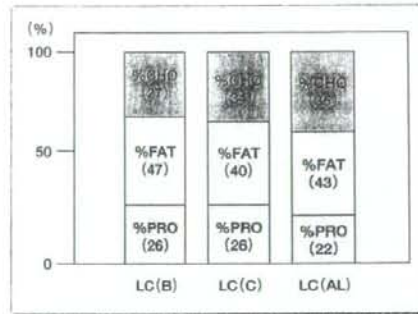 (%)
100
%CHO %CHO %CHO
(27)
%FAT %FAT %FAT
(47) (40) (43)
50
%PRO %PRO %PRO
(26) (26) (22)
0
LC(B) LC(C) LC(AL)